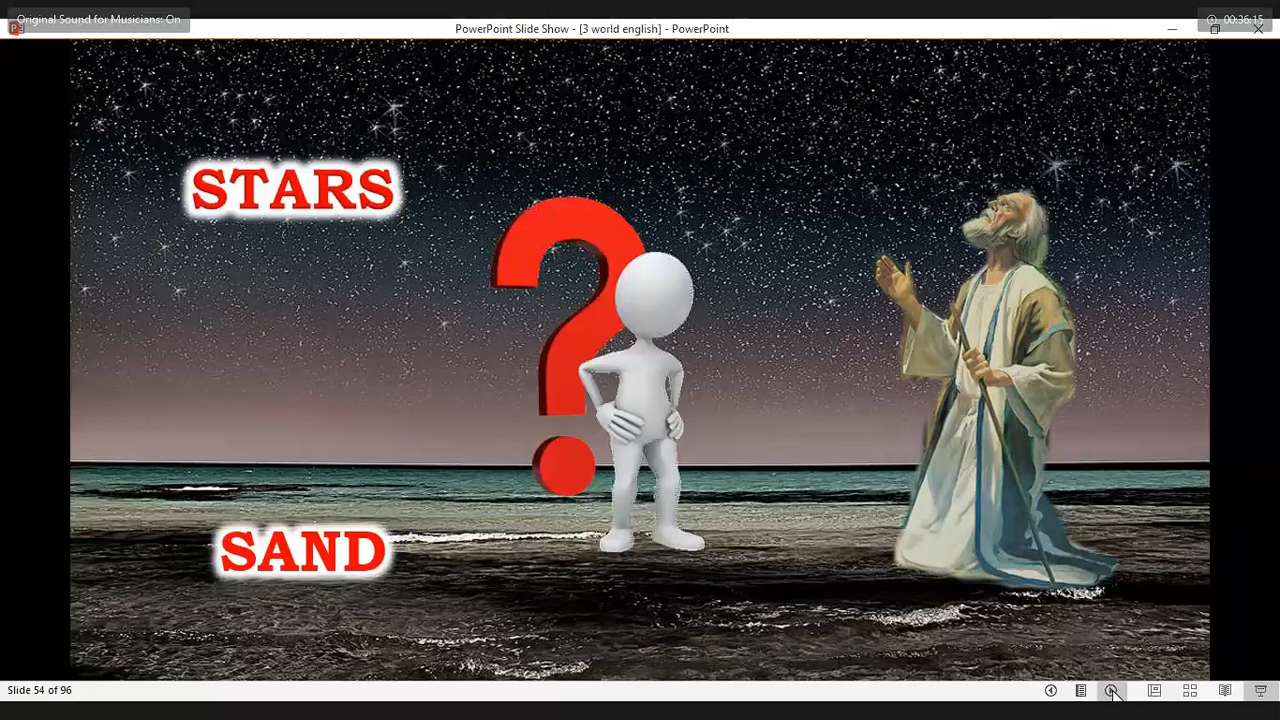 Original Sound for Musicians: On
00:36:15
PowerPoint Slide Show - [3 world english] - PowerPoint
STARS
SAND
Slide 54 of 96